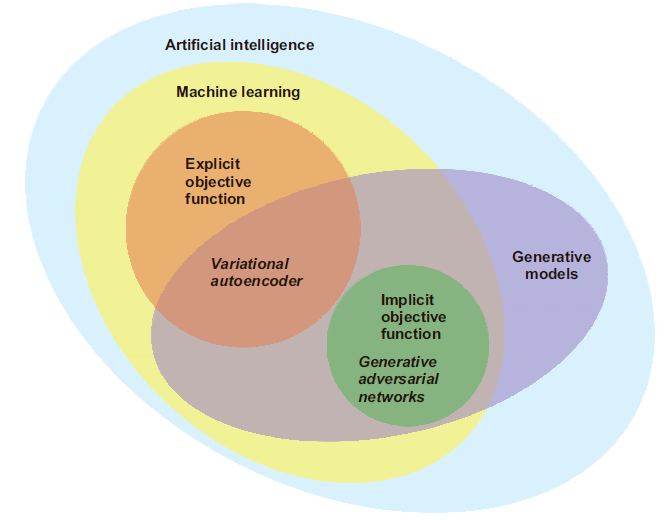 Artificial intelligence
Machine learning
Explicit
objective
function
Variational
autoencoder
Generative
models
Implicit
objective
function
Generative
adversarial
networks